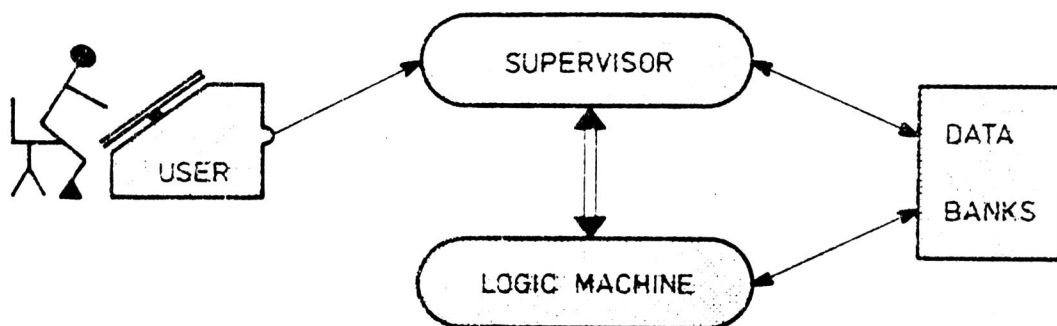 SUPERVISOR
USER
DATA
BANKS
LOGIC MACHINE